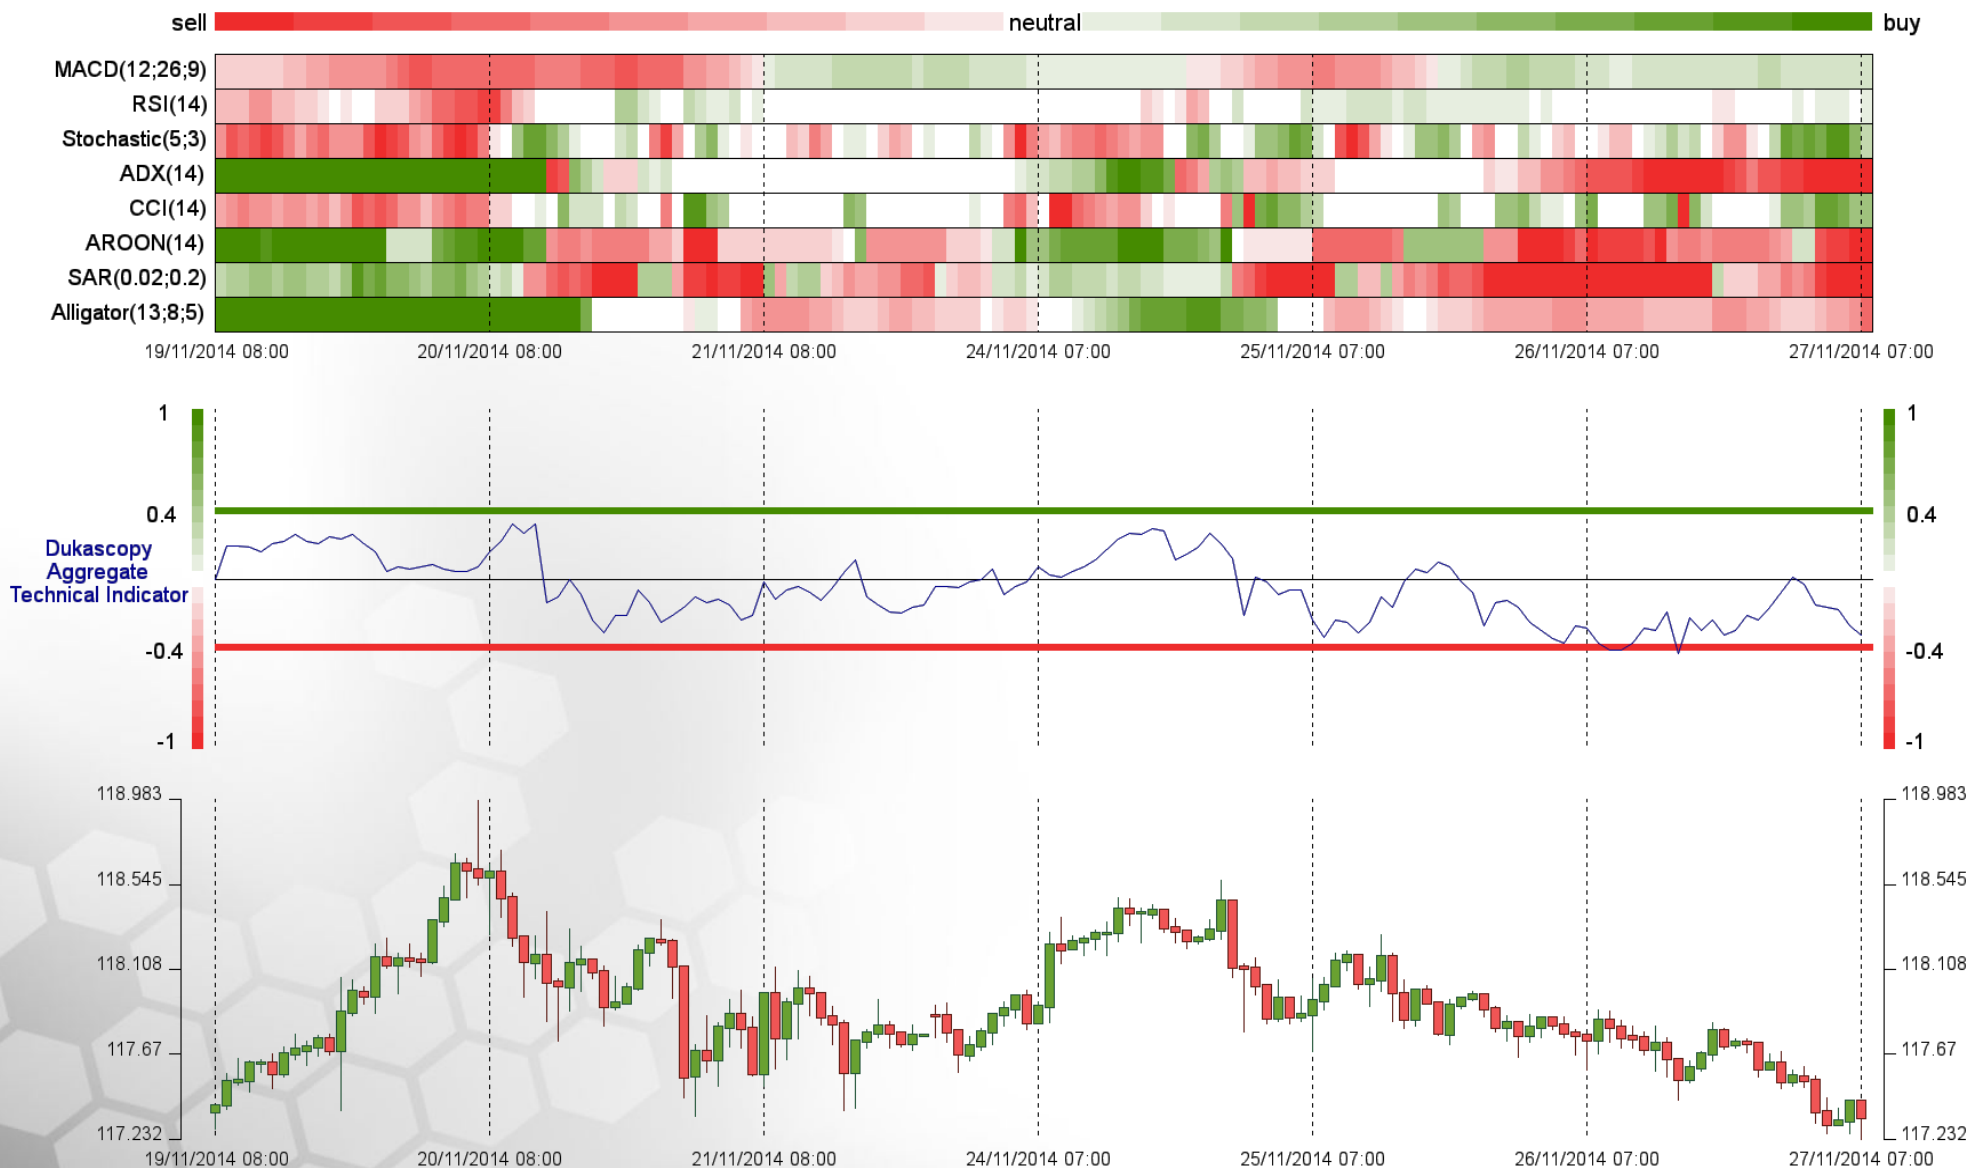 sell neutral buy
MACD(12;26;9)
RSI(14)
Stochastic(5;3)
ADX(14)
CCI(14)
AROON(14)
SAR(0.02;0.2)
Alligator(13;8;5)
19/11/2014 08:00 20/11/2014 08:00 21/11/2014 08:00 24/11/2014 07:00 25/11/2014 07:00 26/11/2014 07:00 27/11/2014 07:00
1 1
0.4 0.4
Dukascopy
Aggregate
Technical Indicator
-0.4 -0.4
-1 -1
118.983 118.983
118.545 118.545
118.108 118.108
117.67 117.67
117.232 117.232
19/11/2014 08:00 20/11/2014 08:00 21/11/2014 08:00 24/11/2014 07:00 25/11/2014 07:00 26/11/2014 07:00 27/11/2014 07:00